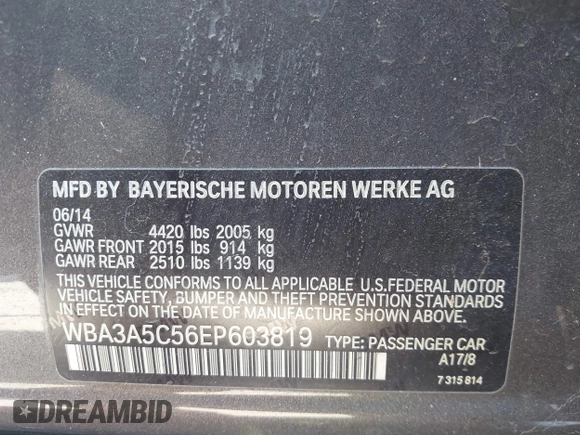 MFD BY BAYERISCHE MOTOREN WERKE AG
06/14
GVWR 4420 lbs 2005 kg
GAWR FRONT 2015 lbs 914 kg
GAWR REAR 2510 lbs 1139 kg
THIS VEHICLE CONFORMS TO ALL APPLICABLE U.S.FEDERAL MOTOR
VEHICLE SAFETY, BUMPER AND THEFT PREVENTION STANDARDS
IN EFFECT ON THE DATE OF MANUFACTURE SHOWN ABOVE.
WBA3A5C56EP603819 TYPE: PASSENGER CAR
A17/8
7 315 814
DREAMBID